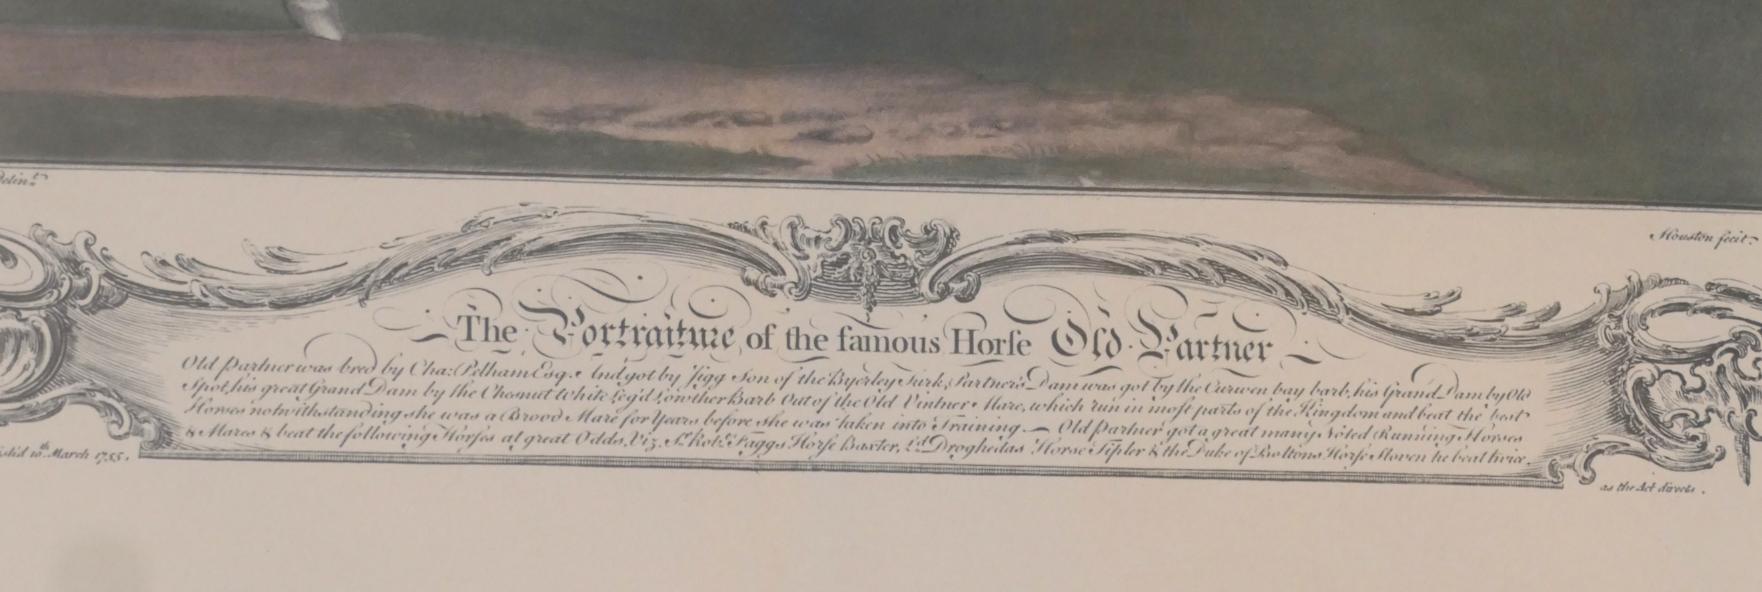 Delin.t
Houston fecit
The Portraiture of the famous Horſe Old Partner
Old Partner was bred by Cha: Pelham Esq. And got by Jigg Son of the Byerley Turk, Partner's Dam was got by the Curwen bay barb, his Grand Dam by Old
Spot, his great Grand Dam by the Chesnut white leg'd Lowther Barb Out of the Old Vintner Mare, which run in moſt parts of the Kingdom and beat the best
Horses notwithstanding she was a Brood Mare for Years before she was taken into Training. — Old Partner got a great many Noted Running Horses
& Mares & beat the following Horſes at great Odds, Viz. Sr. Robt. Faggs Horſe Baxter, Ld. Droghedas Horse Tipler & the Duke of Boltons Horſe Sloven he beat twice.
10th March 1755.
as the Act directs.